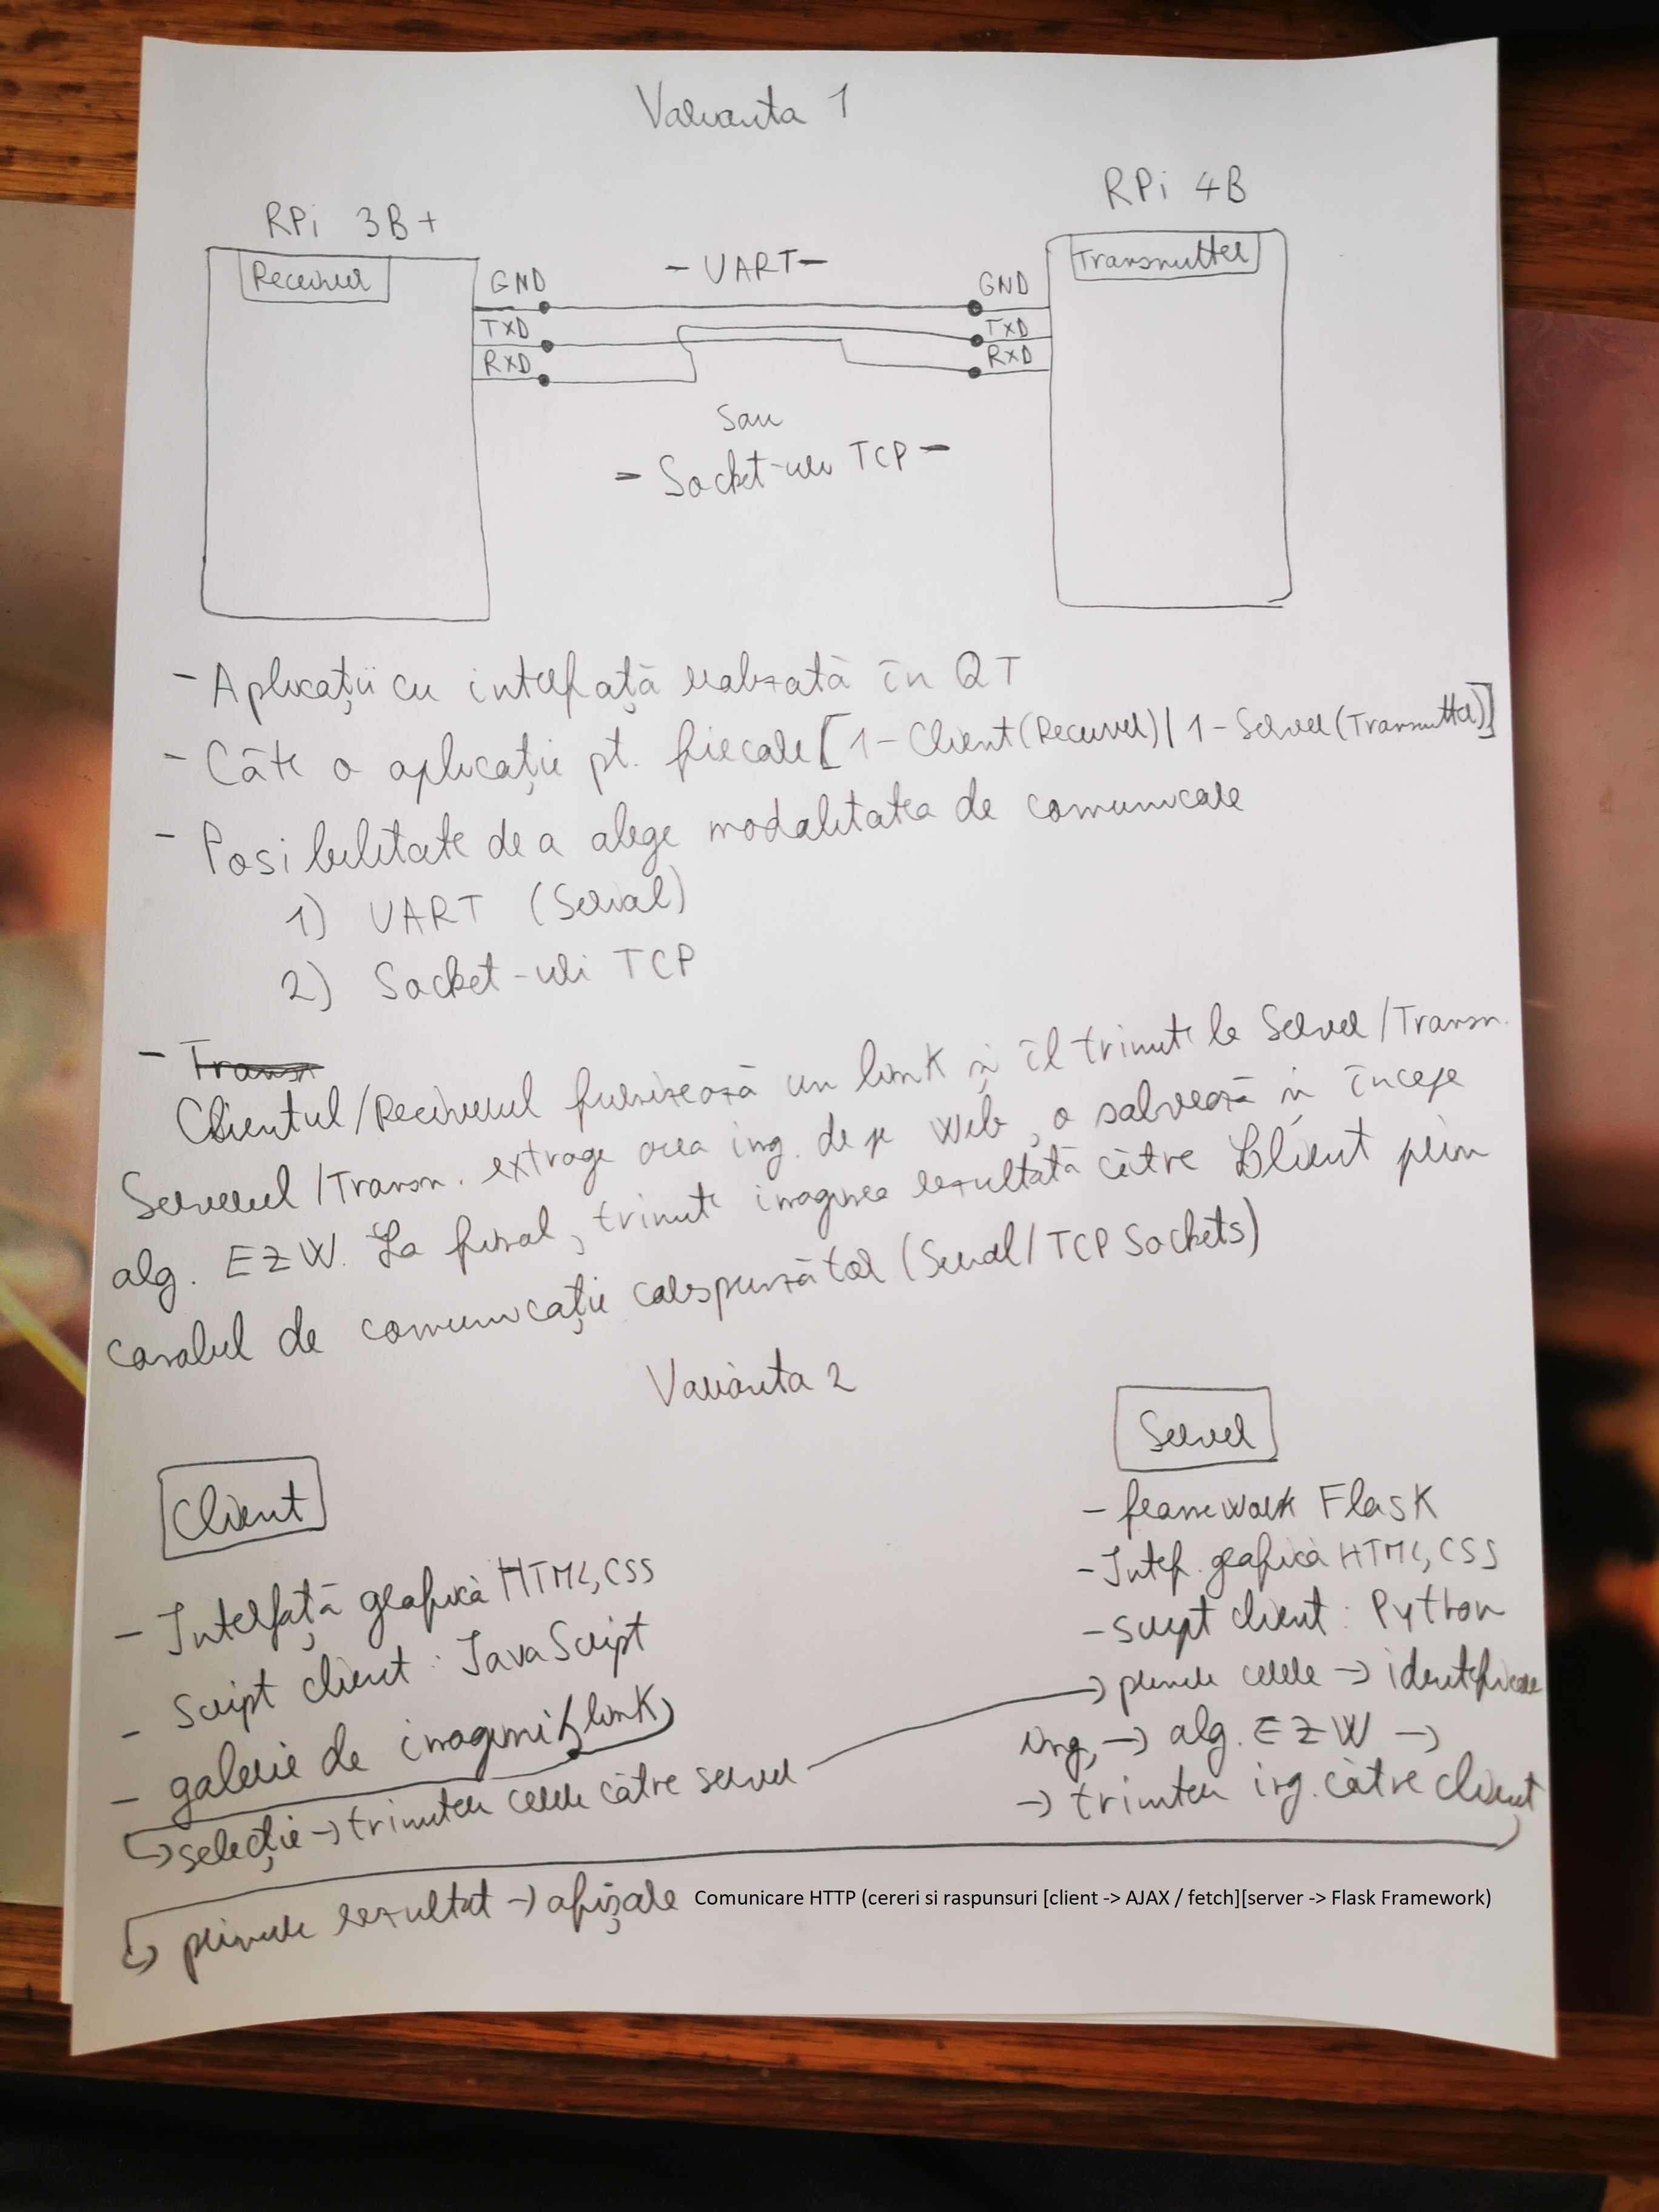 Varianta 1
RPi 3B+
RPi 4B
Receiver
- UART -
Transmitter
GND
GND
TXD
TXD
RXD
RXD
sau
- Socket-uri TCP -
- Aplicații cu interfață realizată în QT
- Câte o aplicație pt. fiecare [1-Client(Receiver) | 1-Server(Transmitter)]
- Posibilitate de a alege modalitatea de comunicare
1) UART (Serial)
2) Socket-uri TCP
- Transm
Clientul/Receiverul furnizează un link și îl trimite la Server/Transm.
Serverul/Transm. extrage acea img. de pe Web, o salvează și începe
alg. EZW. La final, trimite imaginea rezultată către Client prin
canalul de comunicație corespunzător (Serial/TCP Sockets)
Varianta 2
Client
- Interfață grafică HTML, CSS
- Script client: JavaScript
- galerie de imagini (link)
↳ selecție → trimitere cerere către server
Server
- framework Flask
- Interf. grafică HTML, CSS
- script client: Python
→ primire cerere → identificare
img. → alg. EZW →
→ trimitere img. către client
↳ primire rezultat → afișare
Comunicare HTTP (cereri si raspunsuri [client -> AJAX / fetch][server -> Flask Framework)